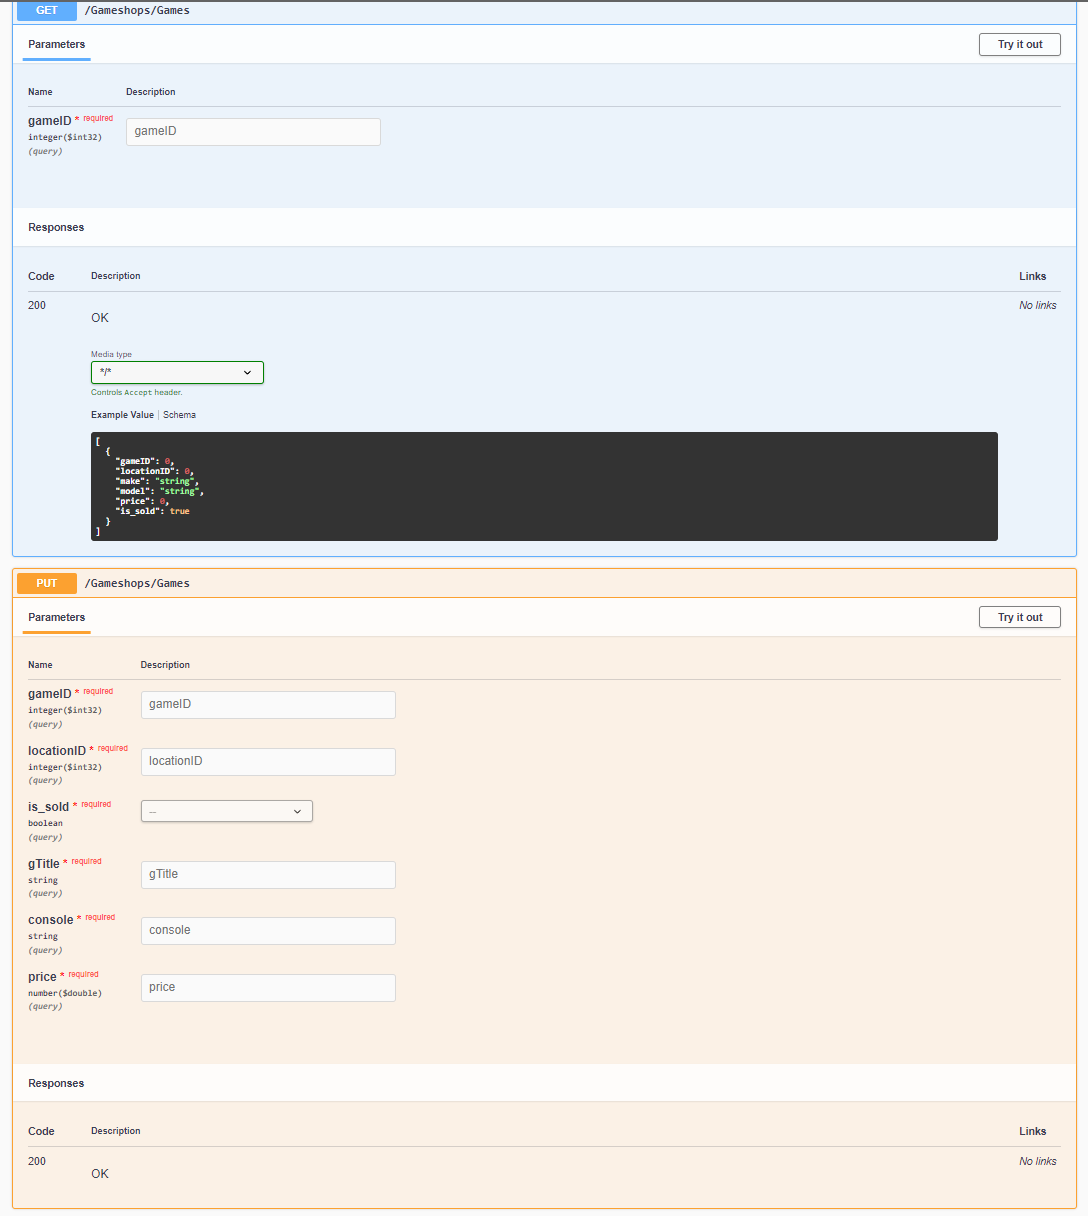 GET /Gameshops/Games
Parameters
Try it out
Name Description
gameID * required
integer($int32)
(query)
gameID
Responses
Code Description Links
200 No links
OK
Media type
*/*
Controls Accept header.
Example Value | Schema
[
{
"gameID": 0,
"locationID": 0,
"make": "string",
"model": "string",
"price": 0,
"is_sold": true
}
]
PUT /Gameshops/Games
Parameters
Try it out
Name Description
gameID * required
integer($int32)
(query)
gameID
locationID * required
integer($int32)
(query)
locationID
is_sold * required
boolean
(query)
--
gTitle * required
string
(query)
gTitle
console * required
string
(query)
console
price * required
number($double)
(query)
price
Responses
Code Description Links
200 No links
OK